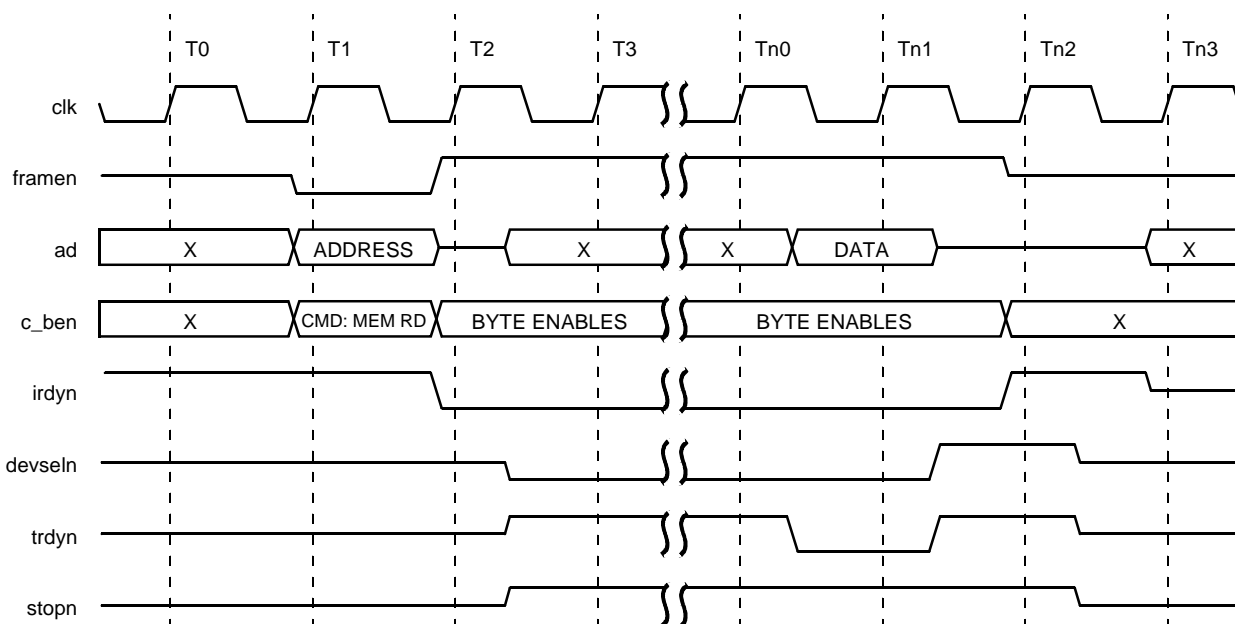 T0 T1 T2 T3 Tn0 Tn1 Tn2 Tn3
clk
framen
ad X ADDRESS X X DATA X
c_ben X CMD: MEM RD BYTE ENABLES BYTE ENABLES X
irdyn
devseln
trdyn
stopn